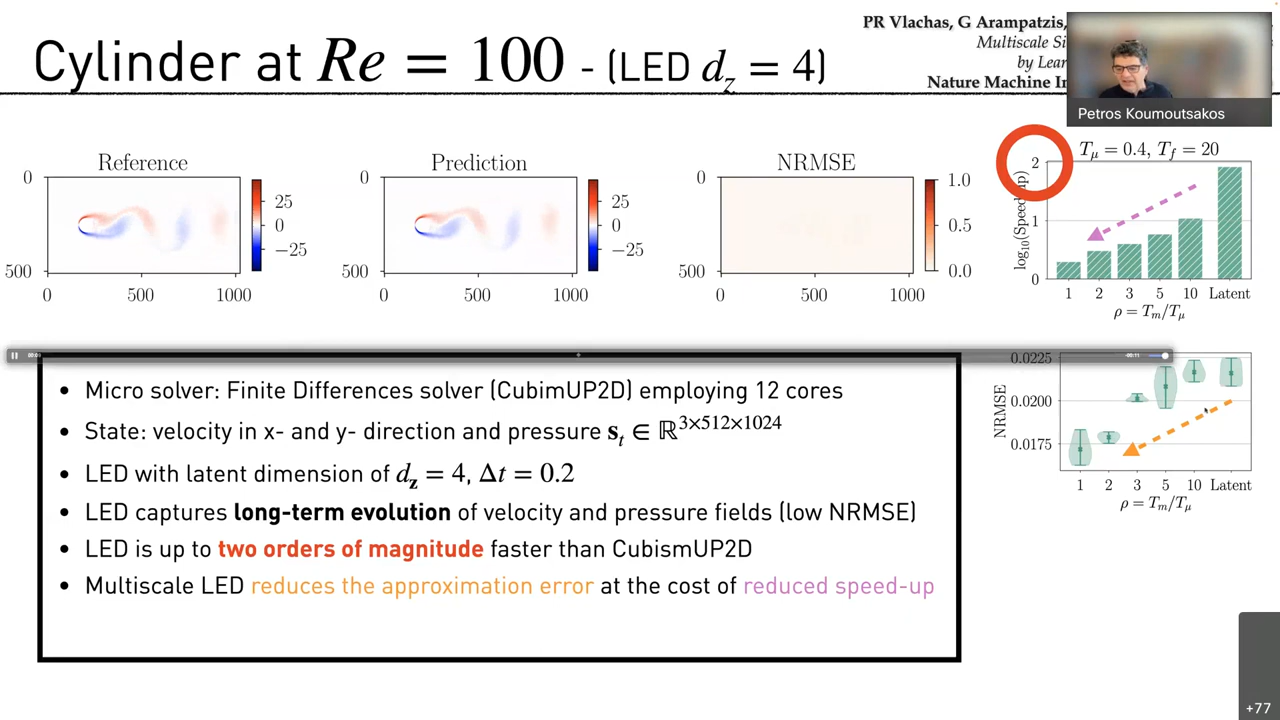 PR Vlachas, G Arampatzis,
Cylinder at Re = 100 - (LED d_z = 4)
Multiscale Si
by Lear
Nature Machine In
Petros Koumoutsakos
Reference
Prediction
NRMSE
T_μ = 0.4, T_f = 20
0
500
0
500
1000
25
0
−25
0
500
0
500
1000
25
0
−25
0
500
0
500
1000
1.0
0.5
0.0
log₁₀(Speed-up)
2
1
0
1 2 3 5 10 Latent
ρ = T_m/T_μ
NRMSE
0.0225
0.0200
0.0175
1 2 3 5 10 Latent
ρ = T_m/T_μ
• Micro solver: Finite Differences solver (CubimUP2D) employing 12 cores
• State: velocity in x- and y- direction and pressure s_t ∈ ℝ^{3×512×1024}
• LED with latent dimension of d_z = 4, Δt = 0.2
• LED captures long-term evolution of velocity and pressure fields (low NRMSE)
• LED is up to two orders of magnitude faster than CubismUP2D
• Multiscale LED reduces the approximation error at the cost of reduced speed-up
+77